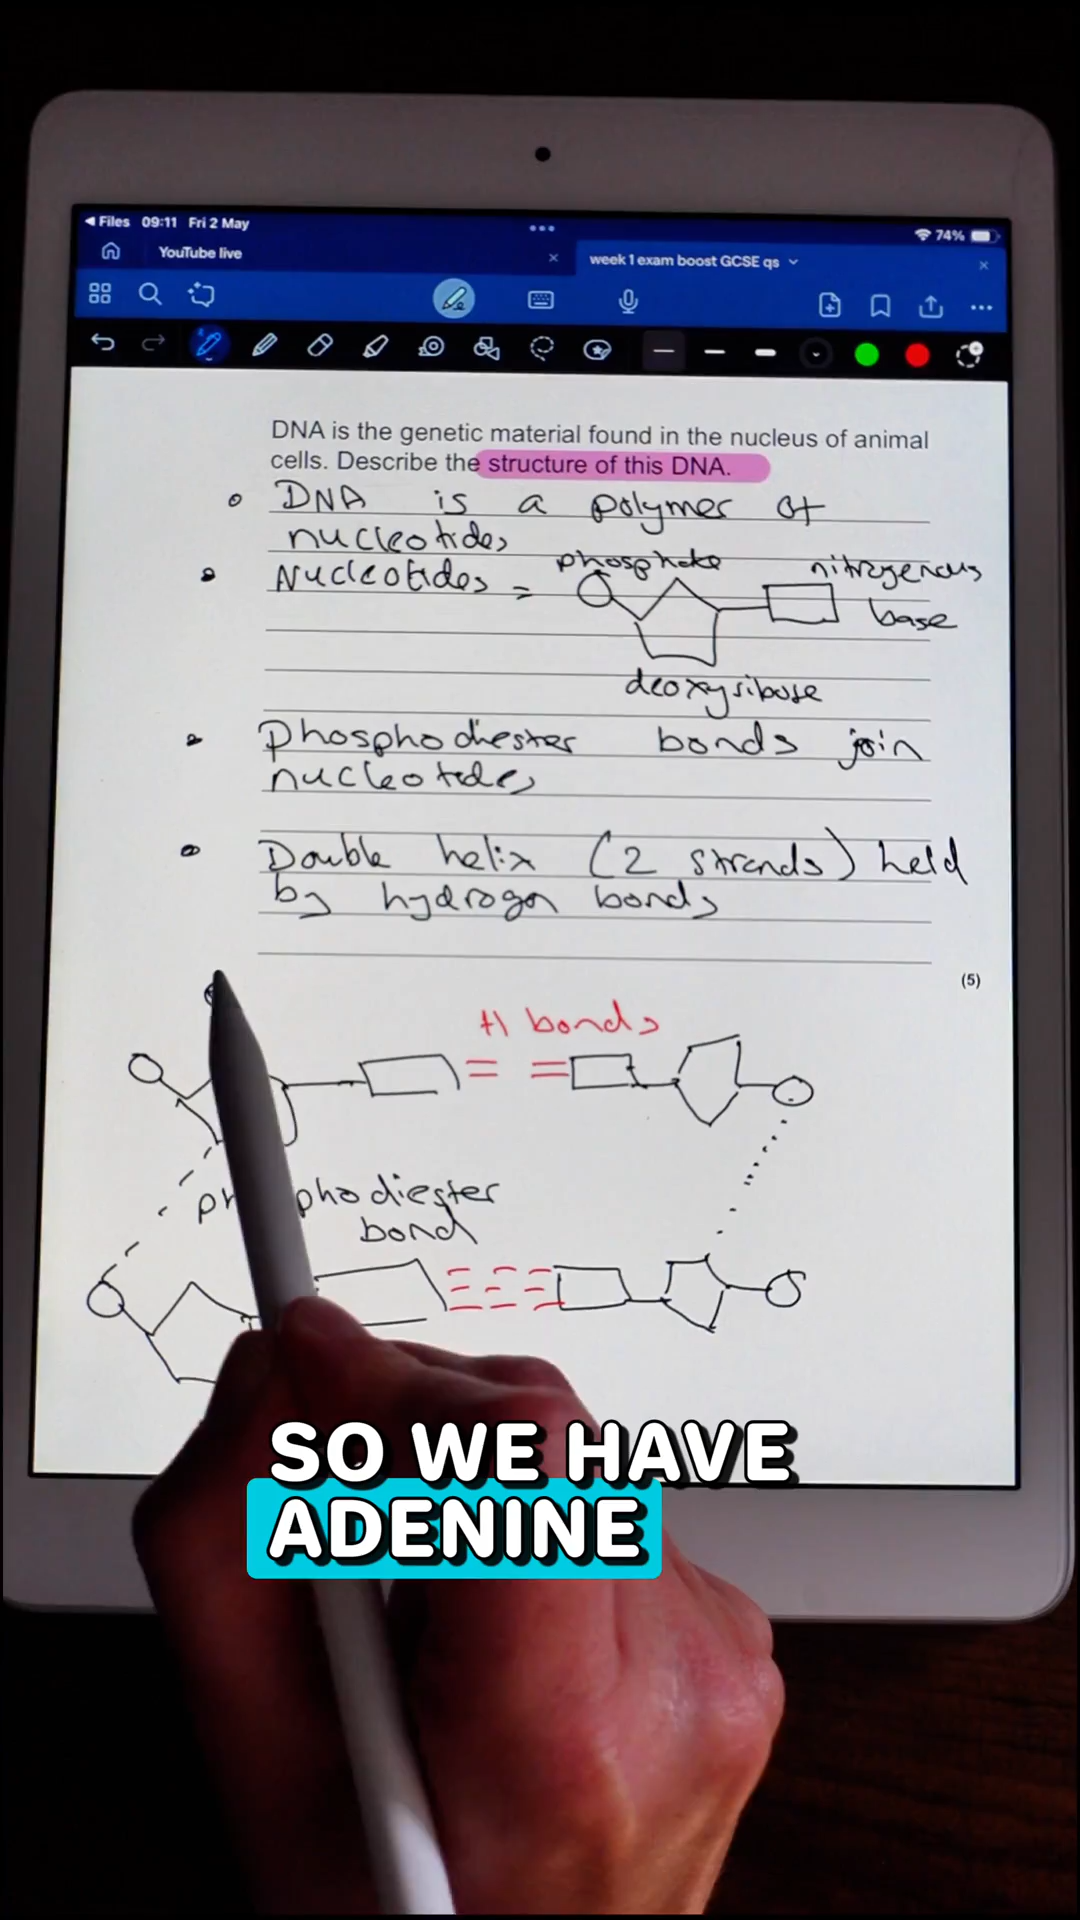 Files 09:11 Fri 2 May
74%
YouTube live
week 1 exam boost GCSE qs
DNA is the genetic material found in the nucleus of animal
cells. Describe the structure of this DNA.
DNA is a polymer of
nucleotides
phosphate
nitrogenous
Nucleotides =
base
deoxyribose
Phosphodiester bonds join
nucleotides
Double helix (2 strands) held
by hydrogen bonds
(5)
H bonds
phodiester
bond
SO WE HAVE
ADENINE